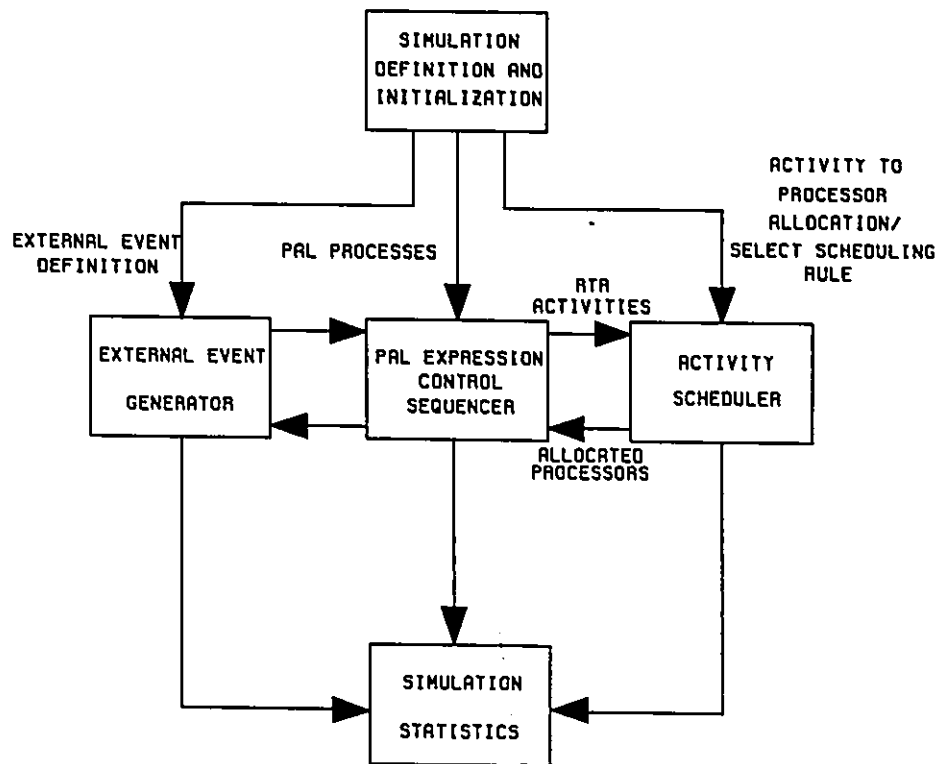 SIMULATION
DEFINITION AND
INITIALIZATION
ACTIVITY TO
PROCESSOR
ALLOCATION/
SELECT SCHEDULING
RULE
EXTERNAL EVENT
DEFINITION
PAL PROCESSES
RTR
ACTIVITIES
EXTERNAL EVENT
GENERATOR
PAL EXPRESSION
CONTROL
SEQUENCER
ACTIVITY
SCHEDULER
ALLOCATED
PROCESSORS
SIMULATION
STATISTICS